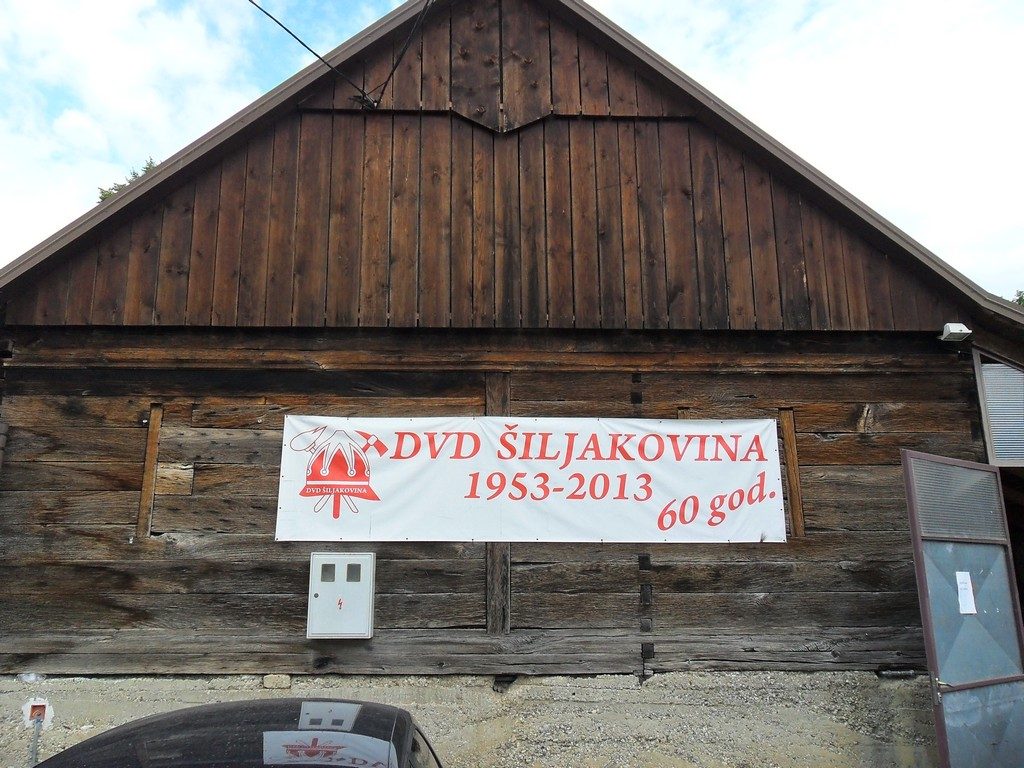 DVD ŠILJAKOVINA
1953-2013
60 god.
DVD ŠILJAKOVINA